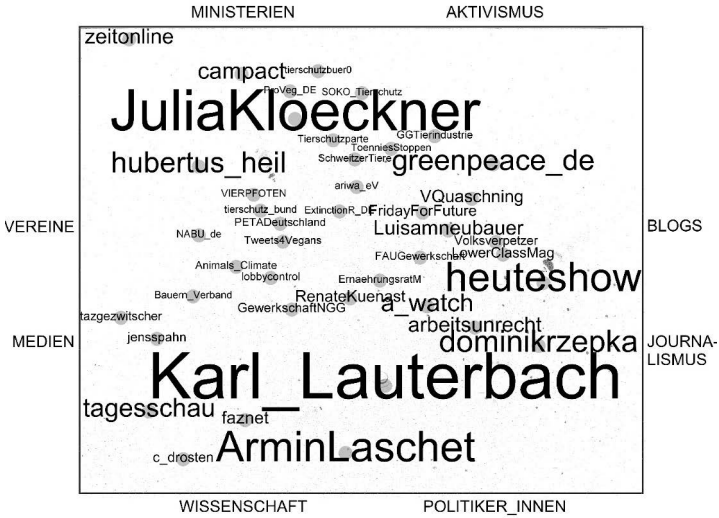 MINISTERIEN
AKTIVISMUS
zeitonline
campact
tierschutzbuer0
ProVeg_DE
SOKO_Tierschutz
JuliaKloeckner
Tierschutzparte
GGTierindustrie
ToenniesStoppen
SchweitzerTiere
hubertus_heil
greenpeace_de
ariwa_eV
VIERPFOTEN
VQuaschning
tierschutz_bund
ExtinctionR_DE
FridayForFuture
PETADeutschland
Luisamneubauer
VEREINE
BLOGS
NABU_de
Tweets4Vegans
Volksverpetzer
FAUGewerkschaft
LowerClassMag
Animals_Climate
lobbycontrol
ErnaehrungsratM
heuteshow
Bauern_Verband
RenateKuenast
GewerkschaftNGG
a_watch
tazgezwitscher
arbeitsunrecht
MEDIEN
jensspahn
dominikrzepka
JOURNA-
LISMUS
Karl_Lauterbach
tagesschau
faznet
ArminLaschet
c_drosten
WISSENSCHAFT
POLITIKER_INNEN